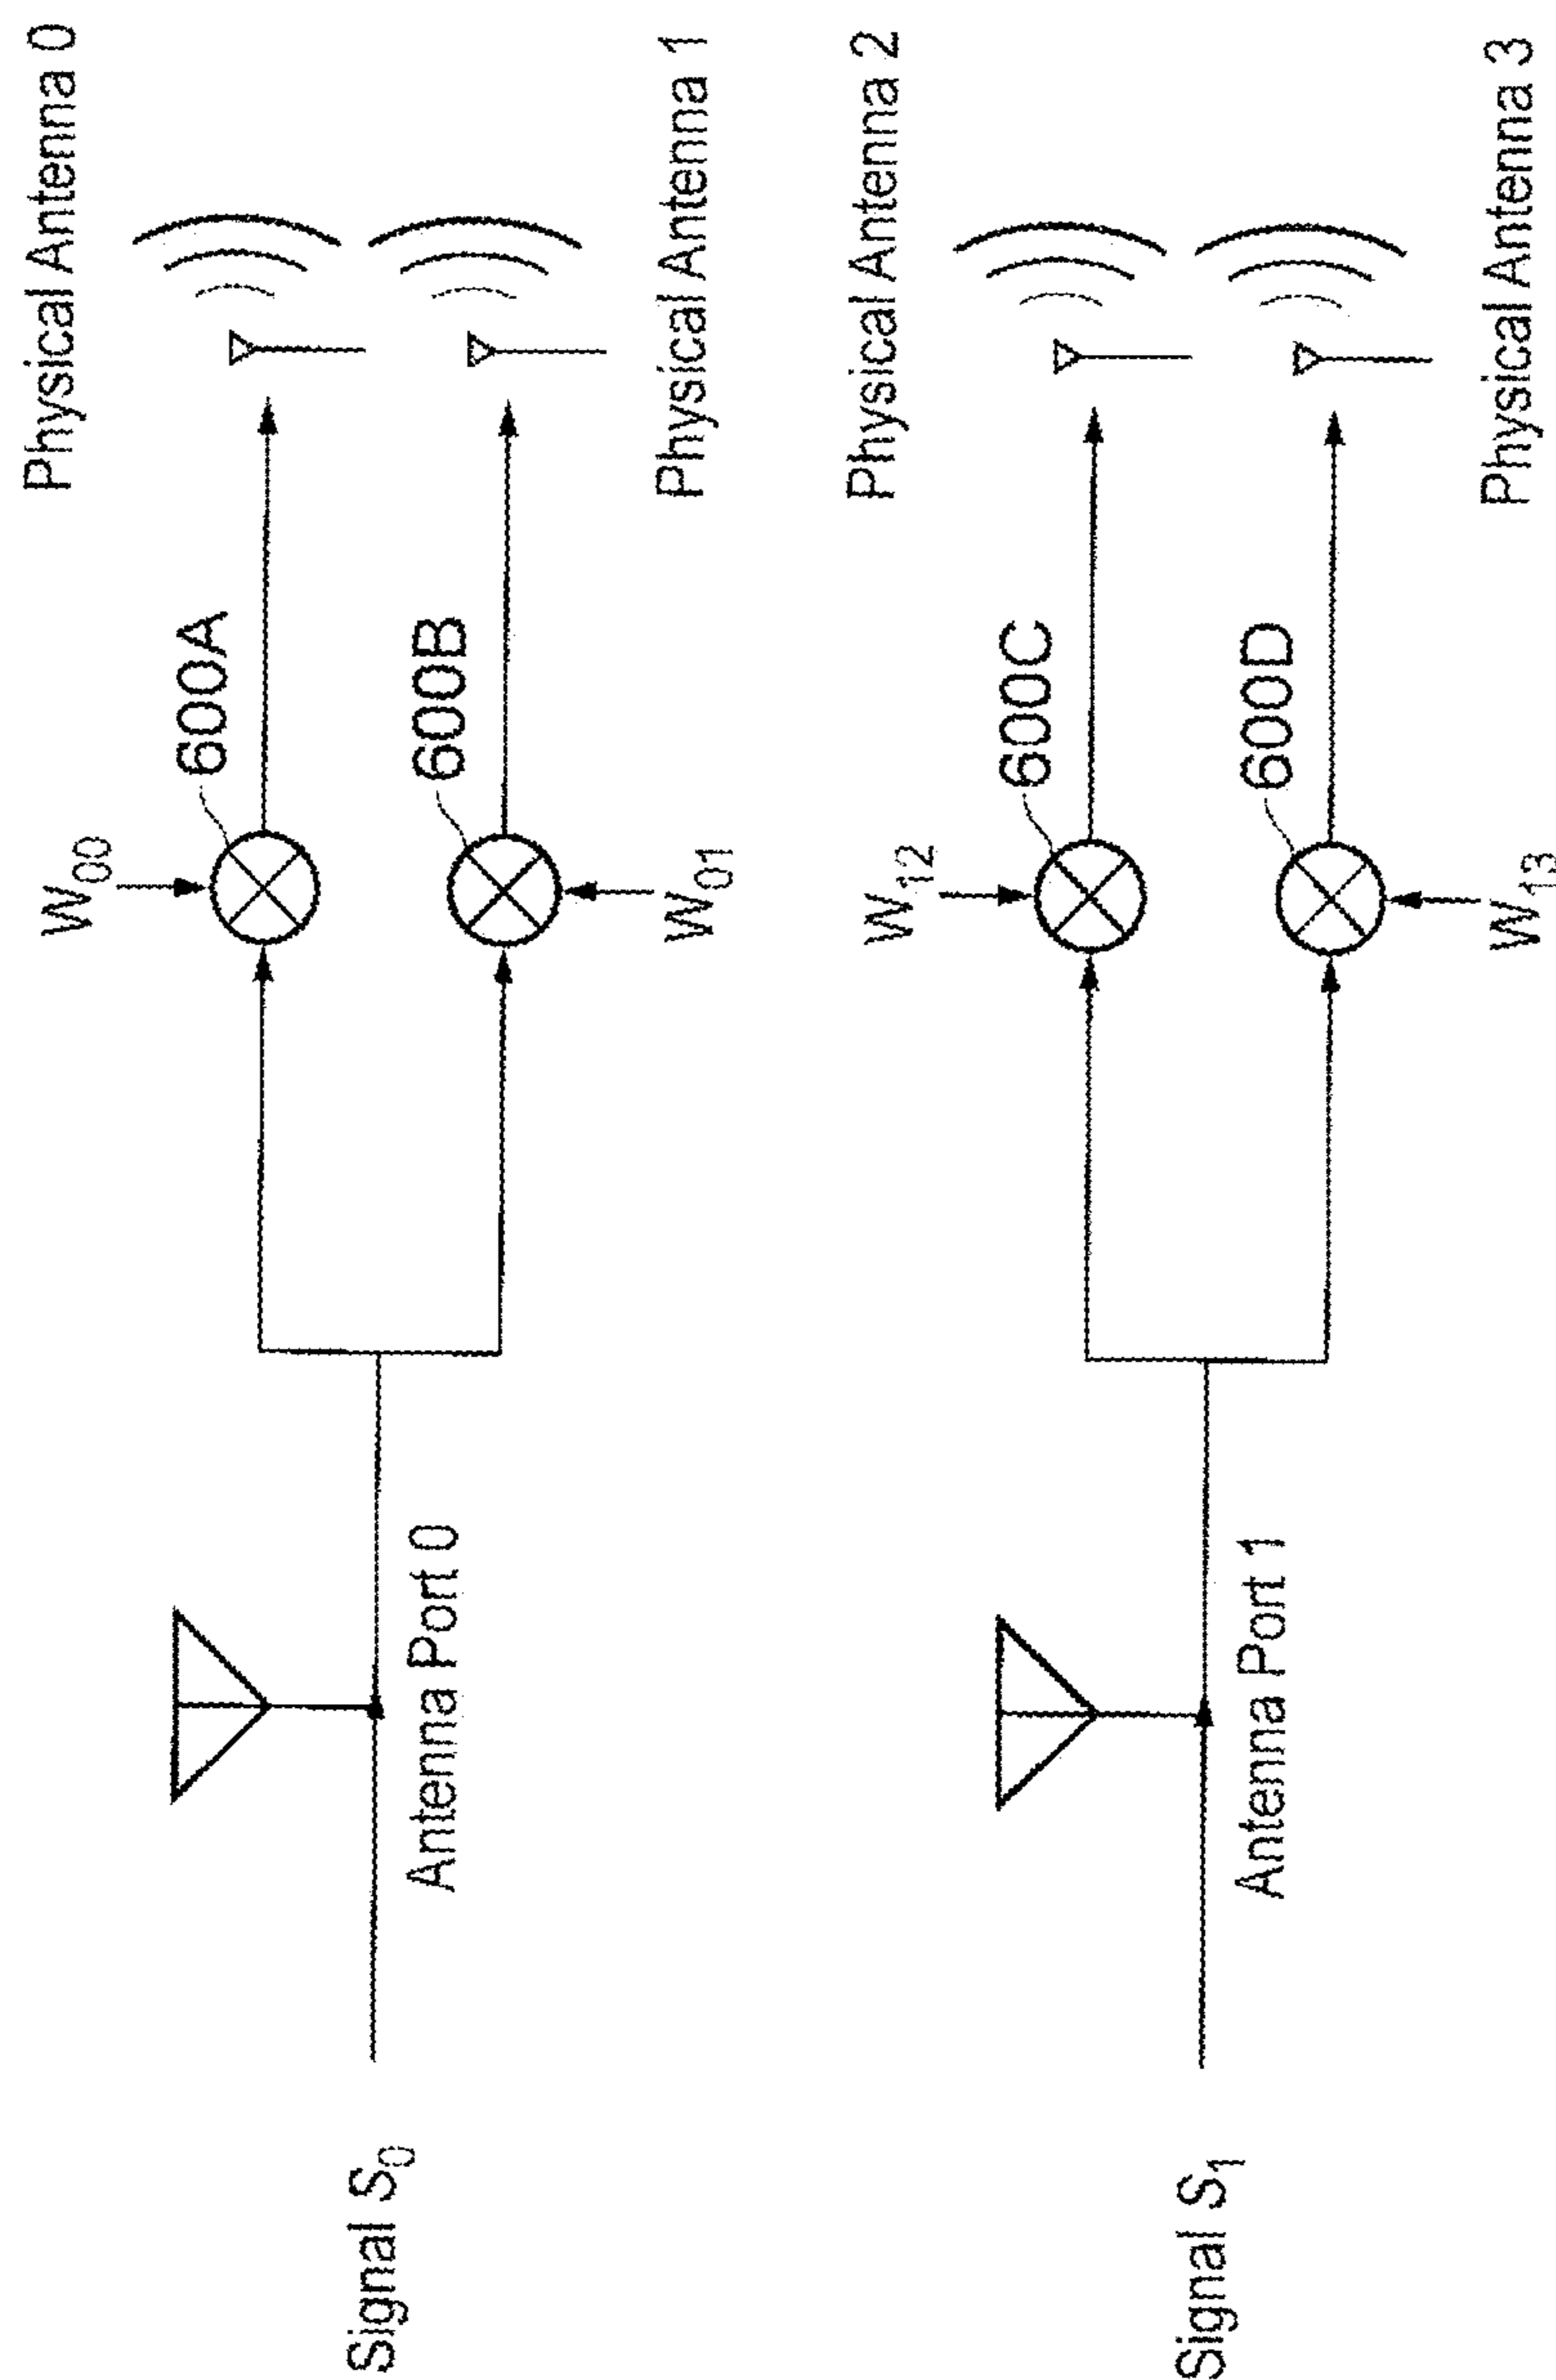 Physical Antenna 0
W00
600A
600B
W01
Signal S0
Antenna Port 0
Physical Antenna 1
Physical Antenna 2
W12
600C
600D
W13
Signal S1
Antenna Port 1
Physical Antenna 3